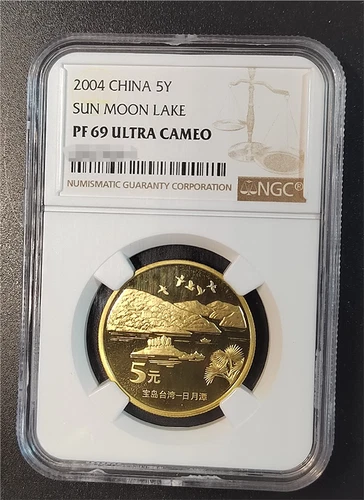 2004 CHINA 5Y
SUN MOON LAKE
PF 69 ULTRA CAMEO
NUMISMATIC GUARANTY CORPORATION
NGC®
5元
宝岛台湾—日月潭